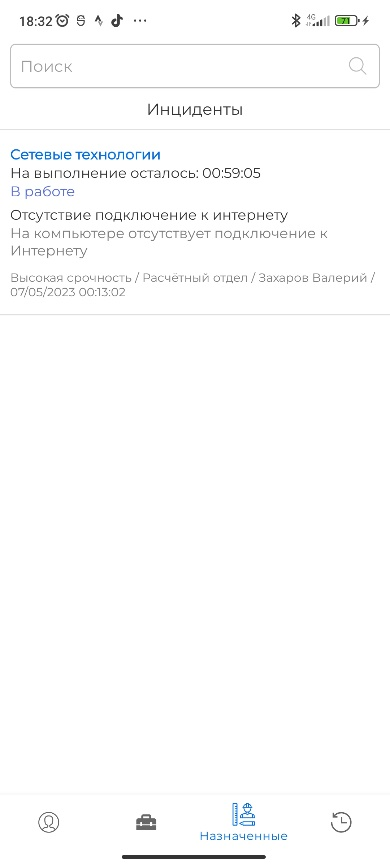 18:32
4G
71
Поиск
Инциденты
Сетевые технологии
На выполнение осталось: 00:59:05
В работе
Отсутствие подключение к интернету
На компьютере отсутствует подключение к
Интернету
Высокая срочность / Расчётный отдел / Захаров Валерий /
07/05/2023 00:13:02
Назначенные